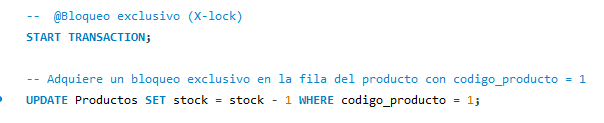 -- @Bloqueo exclusivo (X-lock)
START TRANSACTION;
-- Adquiere un bloqueo exclusivo en la fila del producto con codigo_producto = 1
UPDATE Productos SET stock = stock - 1 WHERE codigo_producto = 1;